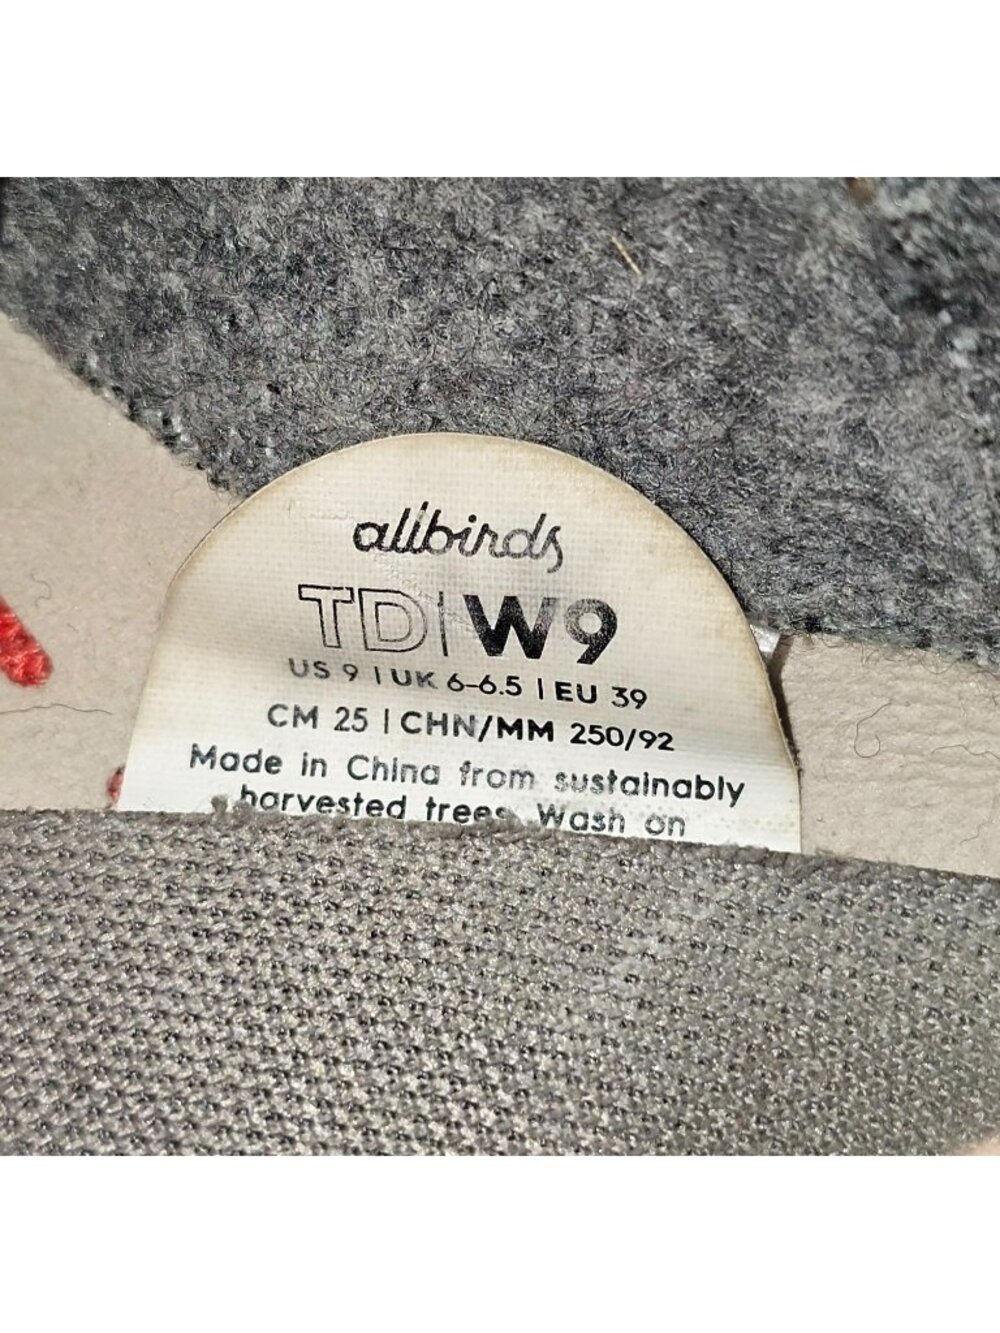 allbirds
TD|W9
US 9 | UK 6-6.5 | EU 39
CM 25 | CHN/MM 250/92
Made in China from sustainably
harvested trees. Wash on